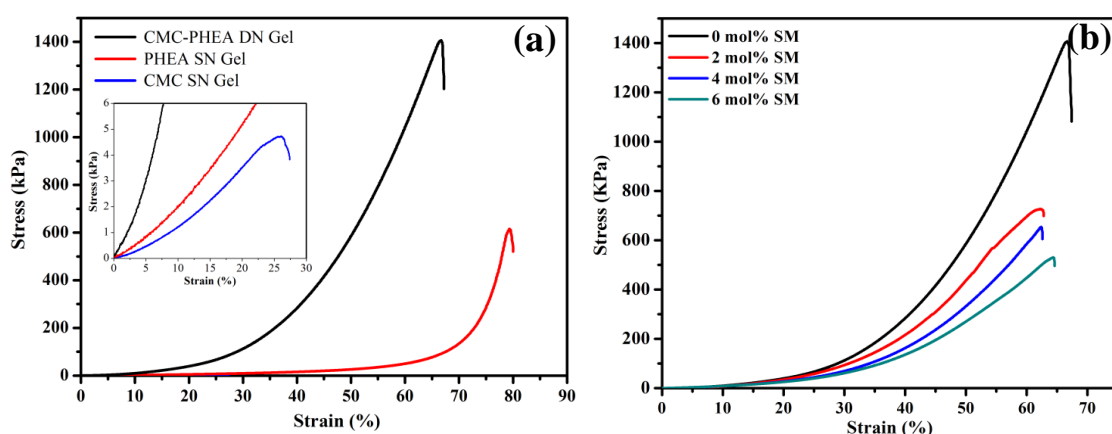 (a)
CMC-PHEA DN Gel
PHEA SN Gel
CMC SN Gel
1400
1200
1000
800
600
400
200
0
Stress (kPa)
6
5
4
3
2
1
0
Stress (kPa)
0 5 10 15 20 25 30
Strain (%)
0 10 20 30 40 50 60 70 80 90
Strain (%)
(b)
0 mol% SM
2 mol% SM
4 mol% SM
6 mol% SM
1400
1200
1000
800
600
400
200
0
Stress (KPa)
0 10 20 30 40 50 60 70
Strain (%)